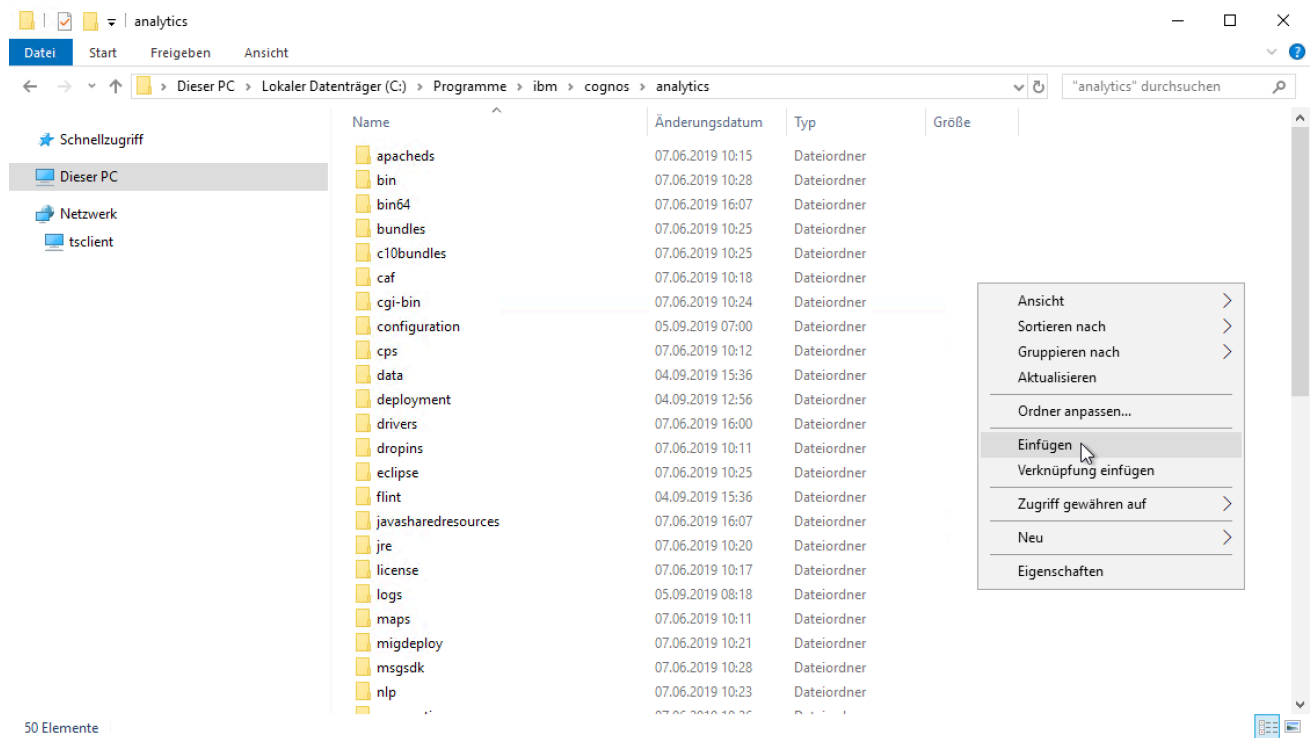 analytics
Datei Start Freigeben Ansicht
Dieser PC > Lokaler Datenträger (C:) > Programme > ibm > cognos > analytics "analytics" durchsuchen
Name Änderungsdatum Typ Größe
Schnellzugriff
Dieser PC
Netzwerk
tsclient
apacheds 07.06.2019 10:15 Dateiordner
bin 07.06.2019 10:28 Dateiordner
bin64 07.06.2019 16:07 Dateiordner
bundles 07.06.2019 10:25 Dateiordner
c10bundles 07.06.2019 10:25 Dateiordner
caf 07.06.2019 10:18 Dateiordner
cgi-bin 07.06.2019 10:24 Dateiordner
configuration 05.09.2019 07:00 Dateiordner
cps 07.06.2019 10:12 Dateiordner
data 04.09.2019 15:36 Dateiordner
deployment 04.09.2019 12:56 Dateiordner
drivers 07.06.2019 16:00 Dateiordner
dropins 07.06.2019 10:11 Dateiordner
eclipse 07.06.2019 10:25 Dateiordner
flint 04.09.2019 15:36 Dateiordner
javasharedresources 07.06.2019 16:07 Dateiordner
jre 07.06.2019 10:20 Dateiordner
license 07.06.2019 10:17 Dateiordner
logs 05.09.2019 08:18 Dateiordner
maps 07.06.2019 10:11 Dateiordner
migdeploy 07.06.2019 10:21 Dateiordner
msgsdk 07.06.2019 10:28 Dateiordner
nlp 07.06.2019 10:23 Dateiordner
Ansicht
Sortieren nach
Gruppieren nach
Aktualisieren
Ordner anpassen...
Einfügen
Verknüpfung einfügen
Zugriff gewähren auf
Neu
Eigenschaften
50 Elemente